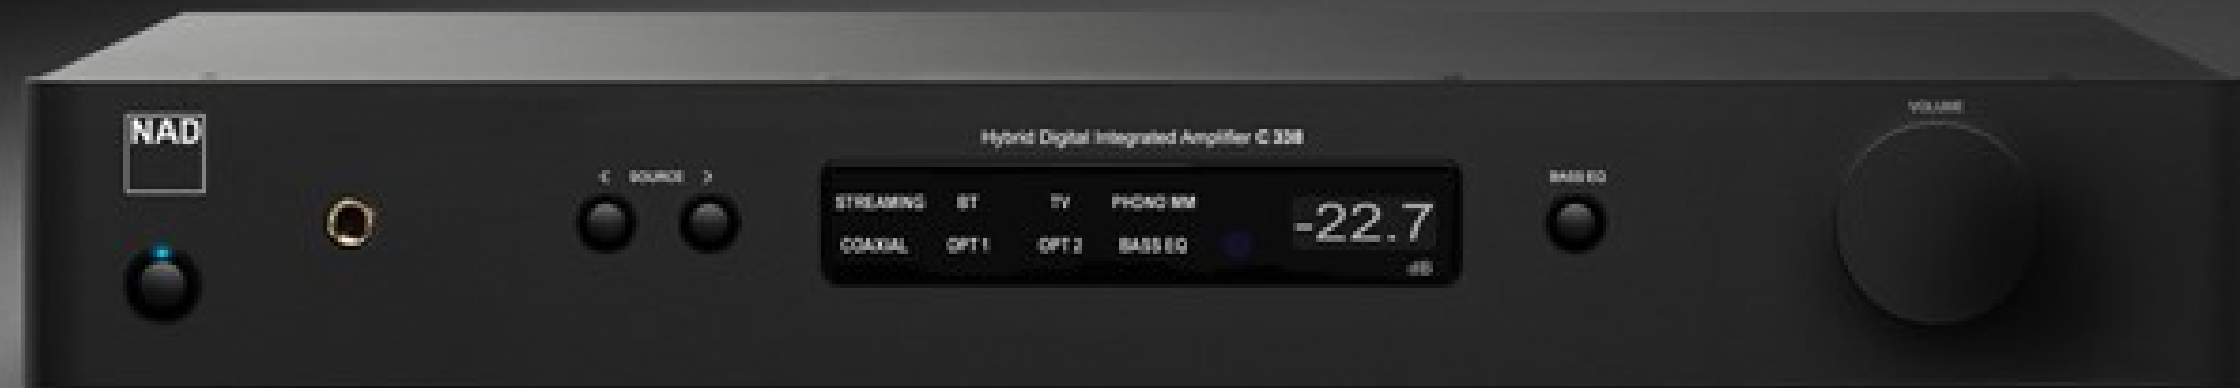 NAD
VOLUME
Hybrid Digital Integrated Amplifier C 338
< SOURCE >
BASS EQ
STREAMING BT TV PHONO MM
-22.7
COAXIAL OPT 1 OPT 2 BASS EQ
dB